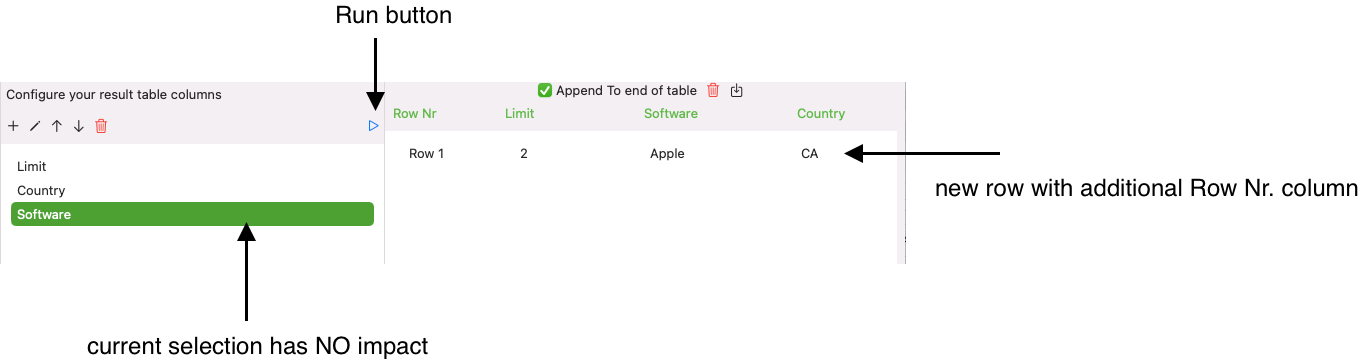 Run button
Configure your result table columns
Append To end of table
Row Nr Limit Software Country
Row 1 2 Apple CA
Limit
Country
Software
new row with additional Row Nr. column
current selection has NO impact